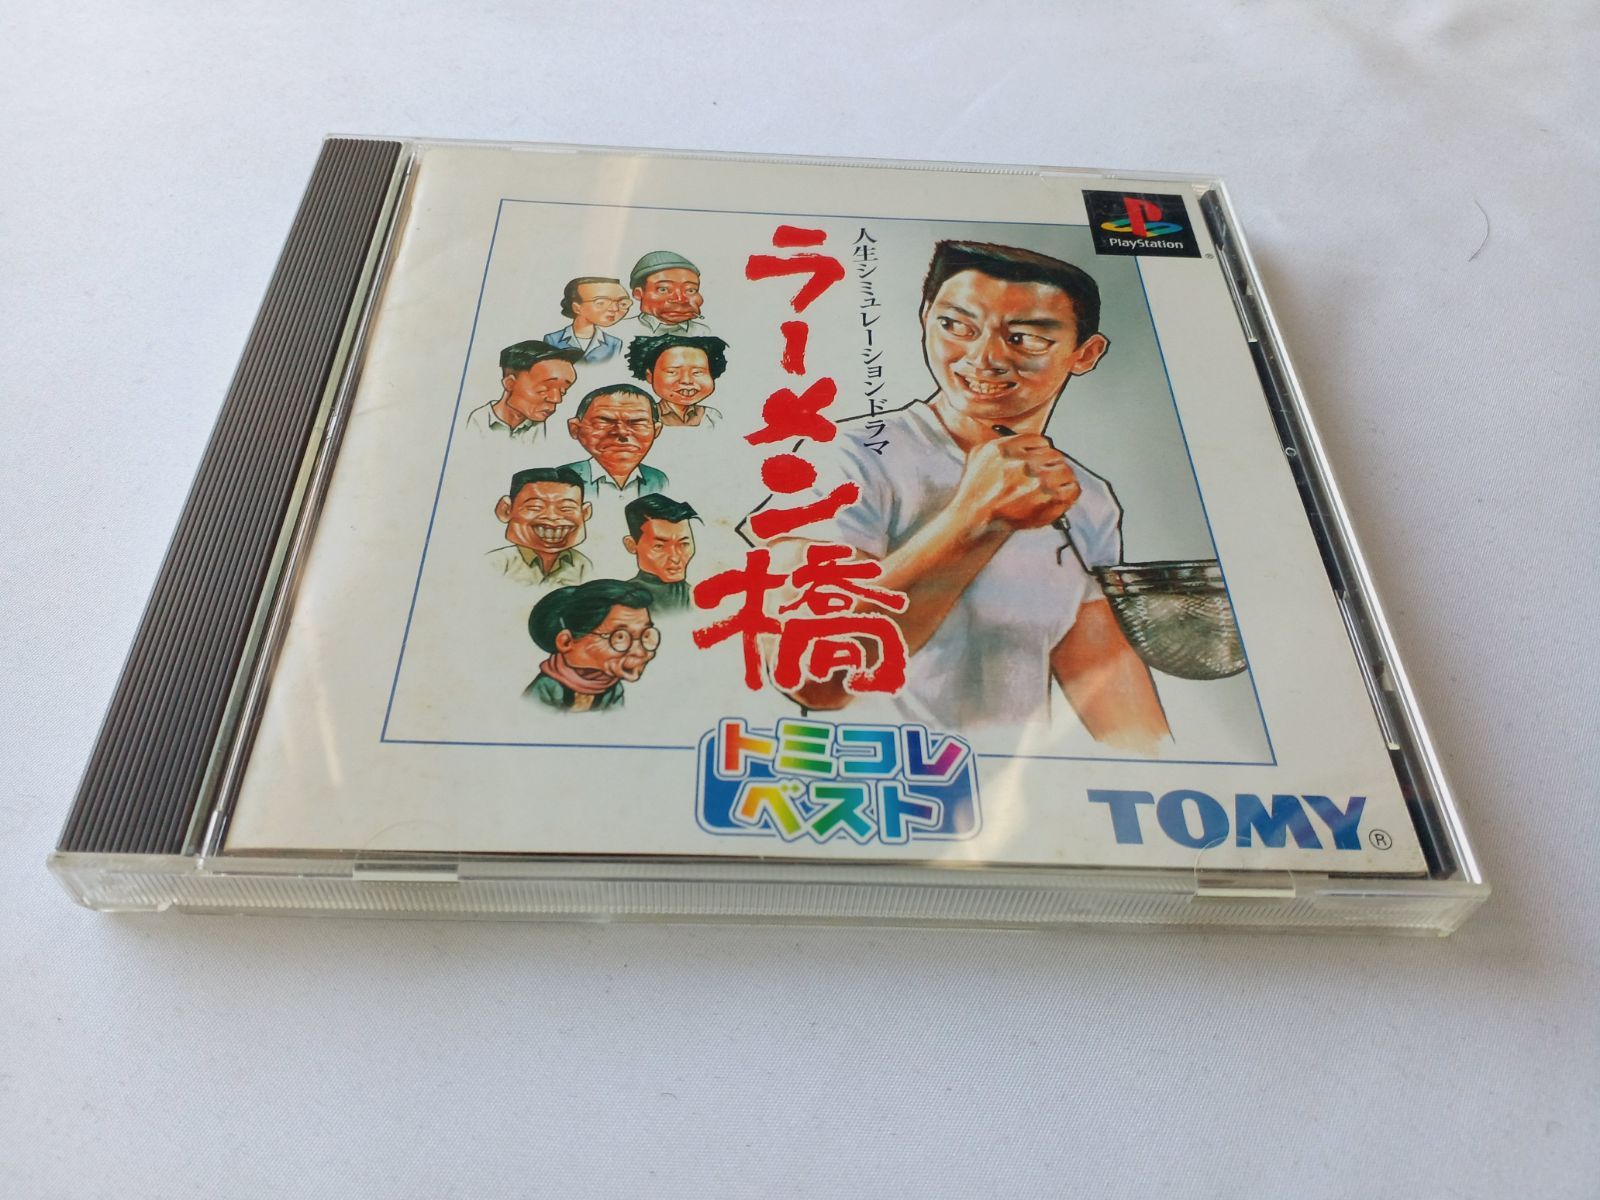 PlayStation
®
人生シミュレーションドラマ
ラーメン橋
トミコレ
ベスト
TOMY®